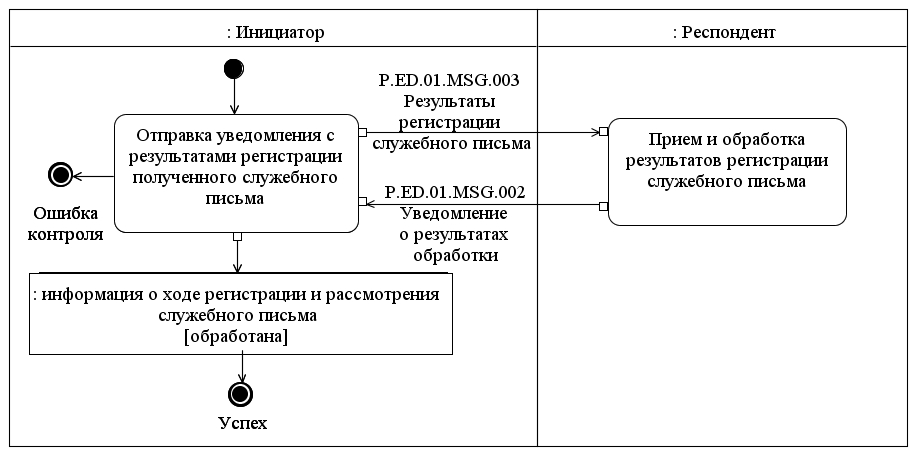 : Инициатор
: Респондент
P.ED.01.MSG.003
Результаты
регистрации
служебного письма
Отправка уведомления с
результатами регистрации
полученного служебного
письма
Прием и обработка
результатов регистрации
служебного письма
P.ED.01.MSG.002
Уведомление
о результатах
обработки
Ошибка
контроля
: информация о ходе регистрации и рассмотрения
служебного письма
[обработана]
Успех